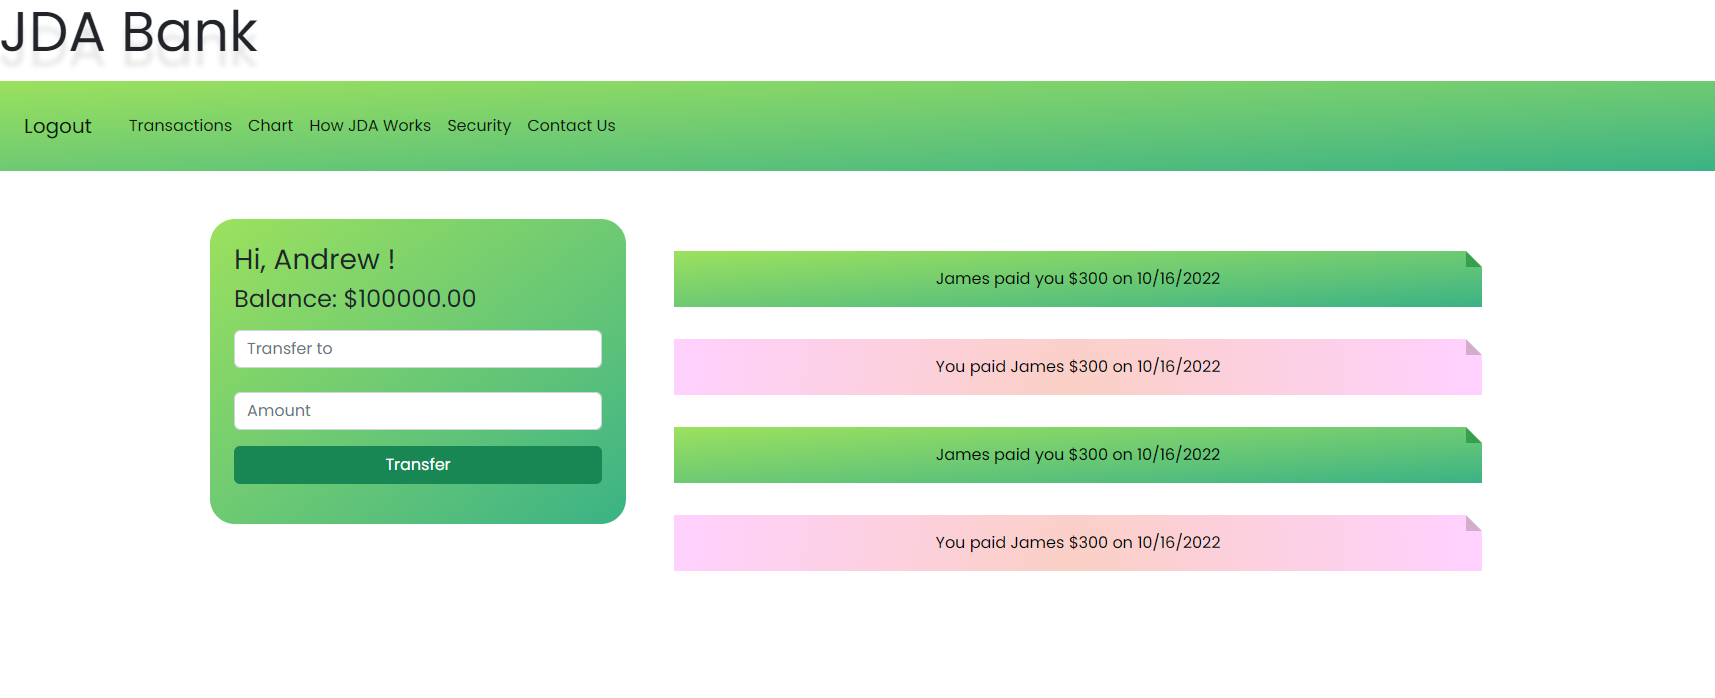 JDA Bank
Logout Transactions Chart How JDA Works Security Contact Us
Hi, Andrew !
Balance: $100000.00
Transfer to
Amount
Transfer
James paid you $300 on 10/16/2022
You paid James $300 on 10/16/2022
James paid you $300 on 10/16/2022
You paid James $300 on 10/16/2022